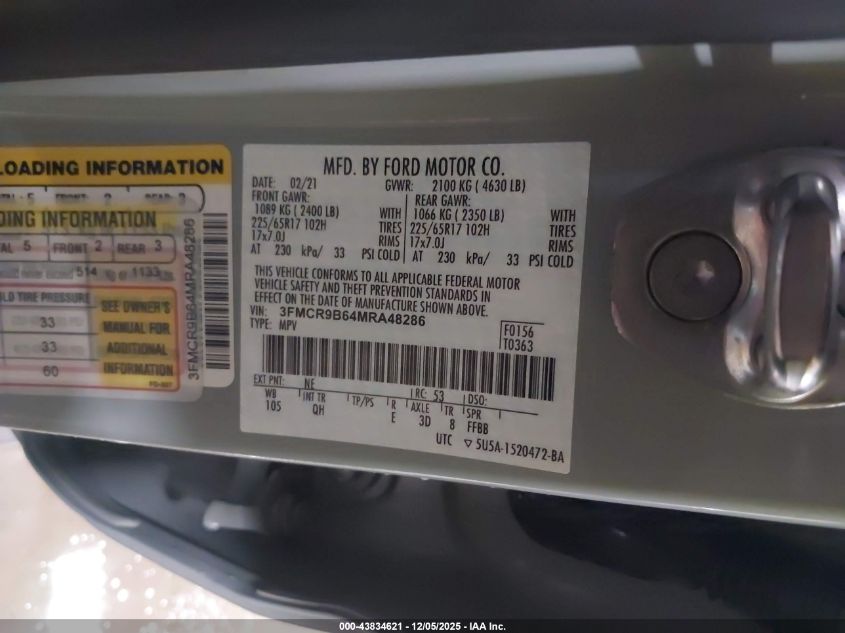 LOADING INFORMATION
DING INFORMATION
TAL 5 FRONT 2 REAR 3
514 kg or 1133
LD TIRE PRESSURE
SEE OWNER'S
MANUAL FOR
ADDITIONAL
INFORMATION
33
33
60
3FMCR9B64MRA48286
3FMCR9B64MRA48286
MFD. BY FORD MOTOR CO.
DATE: 02/21 GVWR: 2100 KG ( 4630 LB)
FRONT GAWR: REAR GAWR:
1089 KG ( 2400 LB) WITH 1066 KG ( 2350 LB) WITH
225/65R17 102H TIRES 225/65R17 102H TIRES
17x7.0J RIMS 17x7.0J RIMS
AT 230 kPa/ 33 PSI COLD AT 230 kPa/ 33 PSI COLD
THIS VEHICLE CONFORMS TO ALL APPLICABLE FEDERAL MOTOR
VEHICLE SAFETY AND THEFT PREVENTION STANDARDS IN
EFFECT ON THE DATE OF MANUFACTURE SHOWN ABOVE.
VIN: 3FMCR9B64MRA48286
TYPE: MPV
F0156
T0363
EXT PNT: NE RC: 53 DSO:
WB INT TR TP/PS R AXLE TR SPR
105 QH E 3D 8 FFBB
UTC ▽ 5U5A-1520472-BA
000-43834621 - 12/05/2025 - IAA Inc.